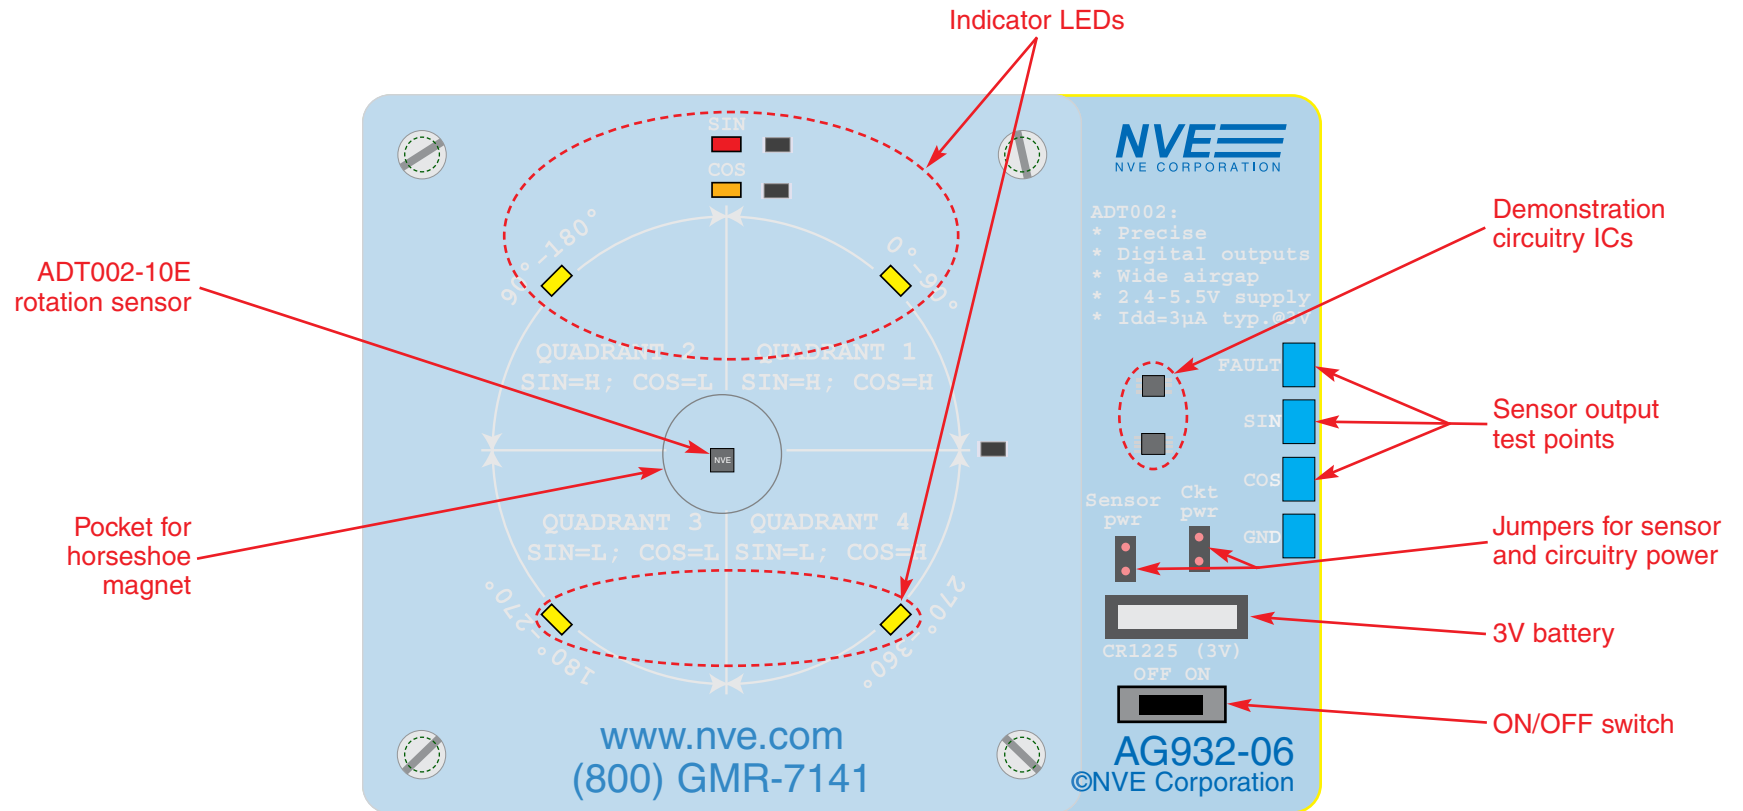 Indicator LEDs
SIN
COS
90°-180°
0°-90°
QUADRANT 2
SIN=H; COS=L
QUADRANT 1
SIN=H; COS=H
NVE
QUADRANT 3
SIN=L; COS=L
QUADRANT 4
SIN=L; COS=H
180°-270°
270°-360°
www.nve.com
(800) GMR-7141
ADT002-10E
rotation sensor
Pocket for
horseshoe
magnet
NVE
NVE CORPORATION
ADT002:
* Precise
* Digital outputs
* Wide airgap
* 2.4-5.5V supply
* Idd=3µA typ.@3V
FAULT
SIN
COS
GND
Sensor
pwr
Ckt
pwr
CR1225 (3V)
OFF ON
AG932-06
©NVE Corporation
Demonstration
circuitry ICs
Sensor output
test points
Jumpers for sensor
and circuitry power
3V battery
ON/OFF switch